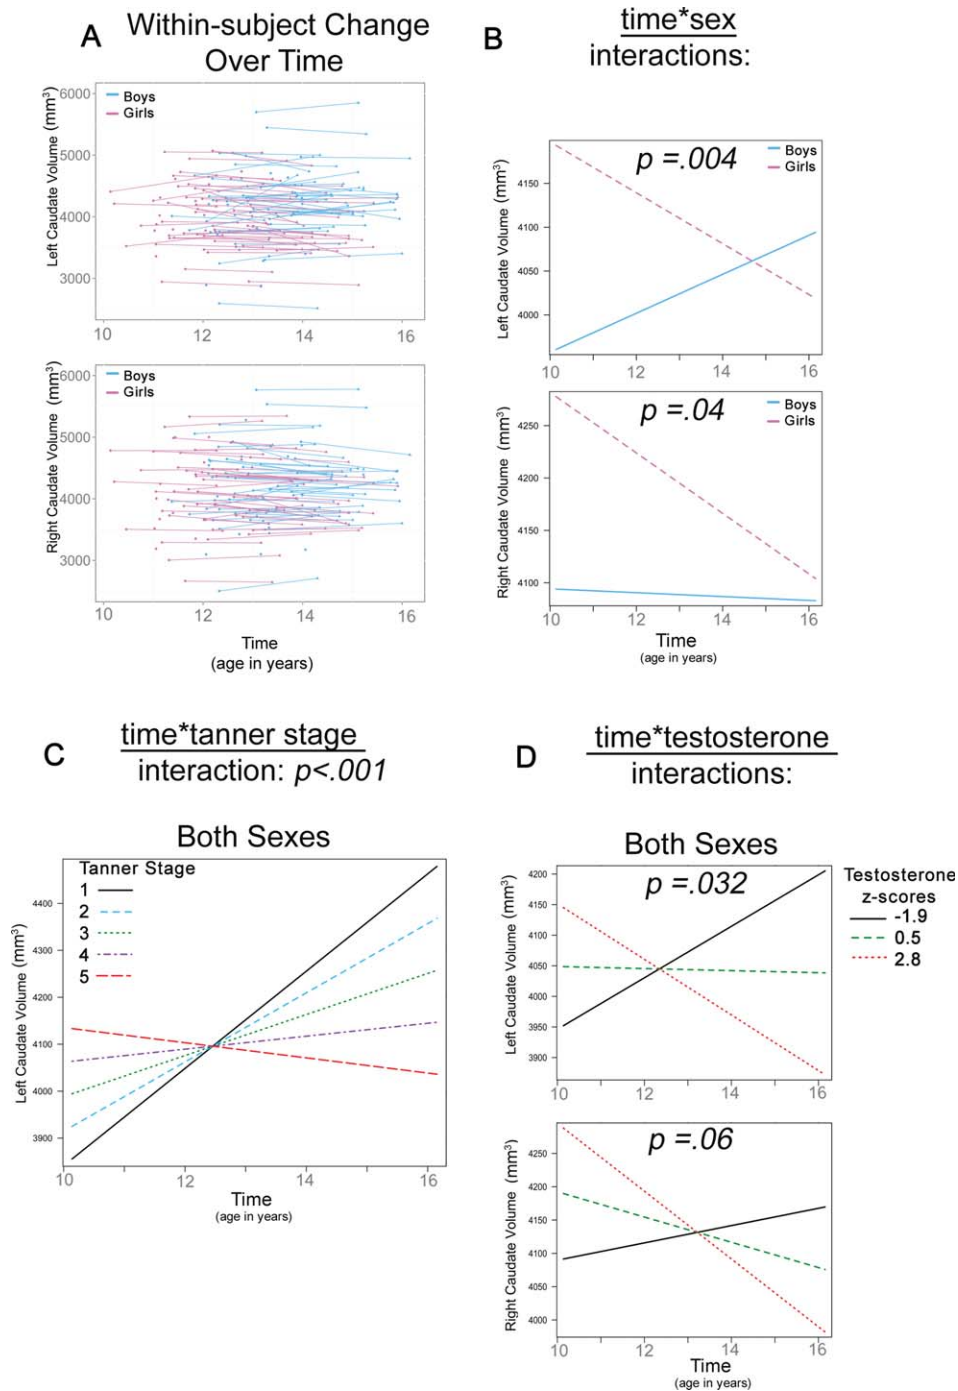 A
Within-subject Change
Over Time
Boys
Girls
Left Caudate Volume (mm³)
6000
5000
4000
3000
10
12
14
16
Boys
Girls
Right Caudate Volume (mm³)
6000
5000
4000
3000
10
12
14
16
Time
(age in years)
B
time*sex
interactions:
p =.004
Boys
Girls
Left Caudate Volume (mm³)
4150
4100
4050
4000
10
12
14
16
p =.04
Boys
Girls
Right Caudate Volume (mm³)
4250
4200
4150
4100
10
12
14
16
Time
(age in years)
C
time*tanner stage
interaction: p<.001
Both Sexes
Tanner Stage
1
2
3
4
5
Left Caudate Volume (mm³)
4400
4300
4200
4100
4000
3900
10
12
14
16
Time
(age in years)
D
time*testosterone
interactions:
Both Sexes
p =.032
Testosterone
z-scores
-1.9
0.5
2.8
Left Caudate Volume (mm³)
4200
4150
4100
4050
4000
3950
3900
10
12
14
16
p =.06
Right Caudate Volume (mm³)
4250
4200
4150
4100
4050
4000
10
12
14
16
Time
(age in years)